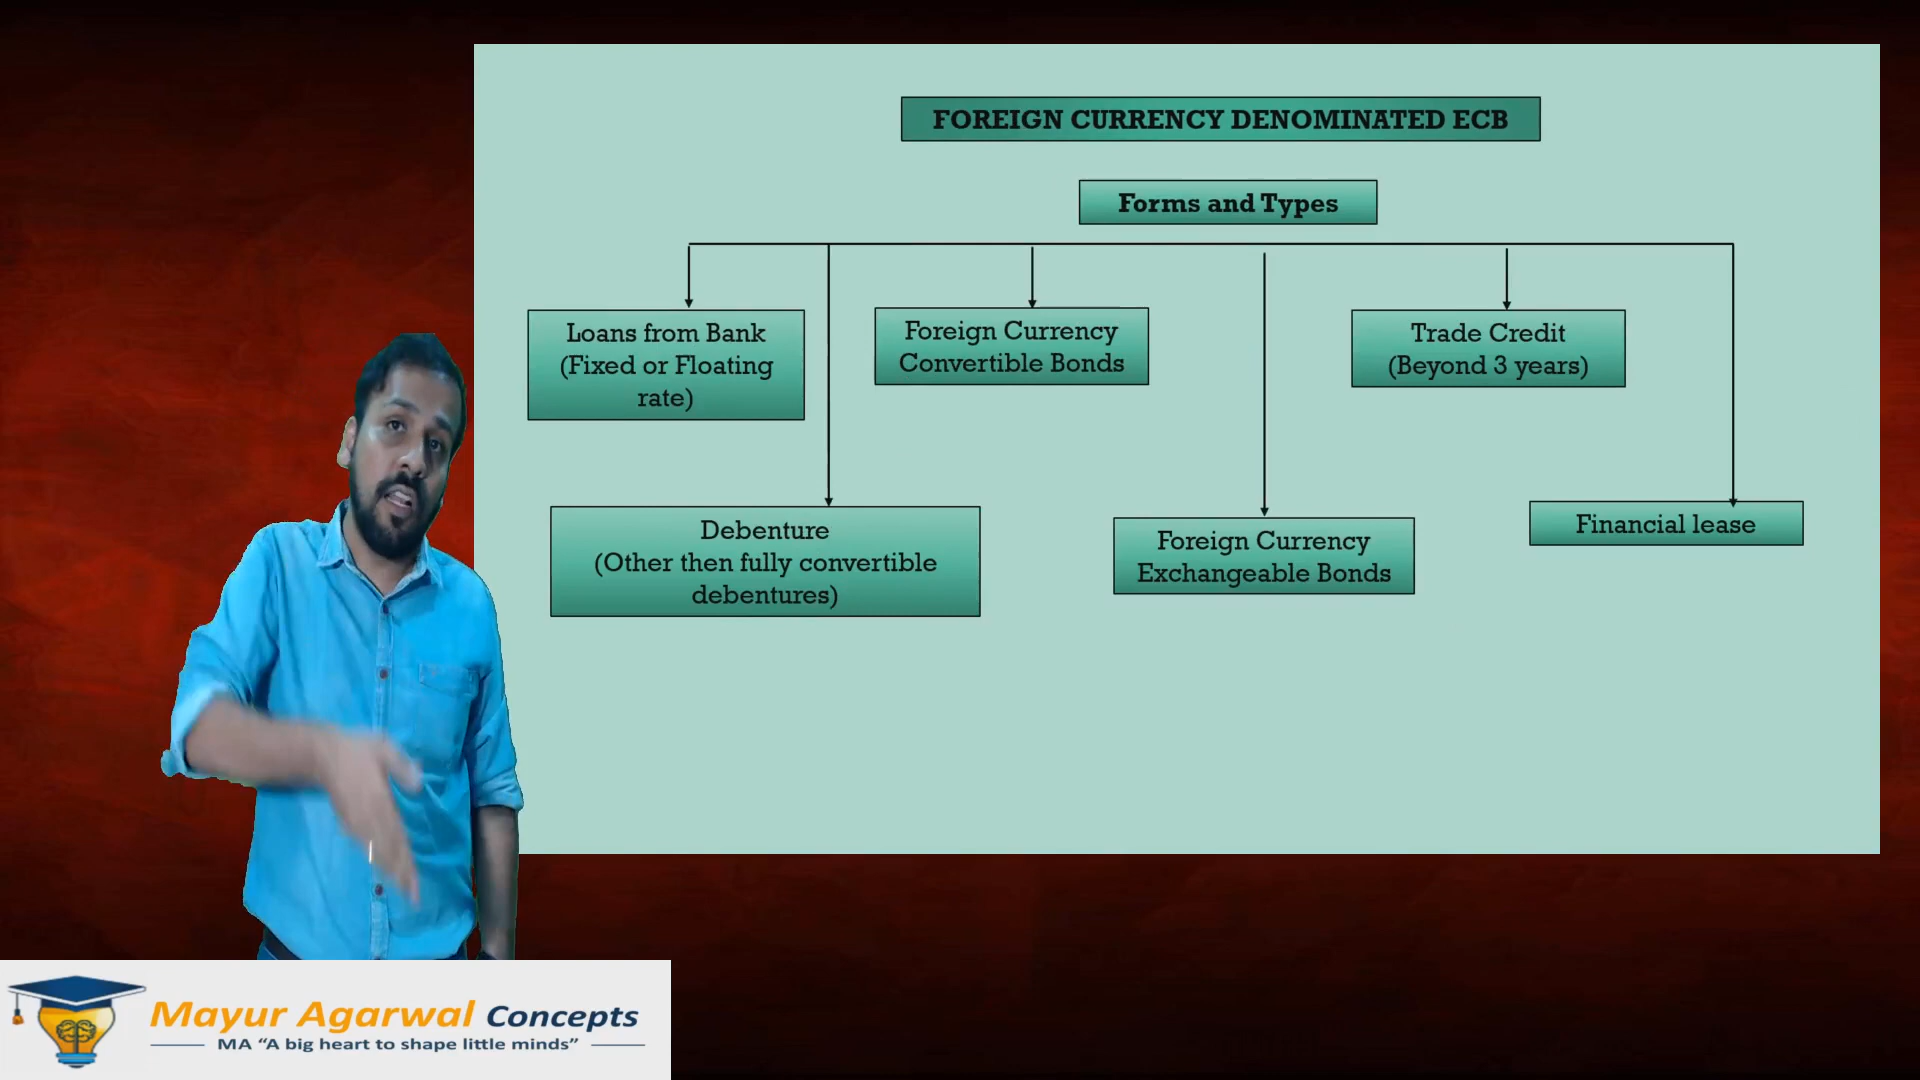 FOREIGN CURRENCY DENOMINATED ECB
Forms and Types
Loans from Bank
(Fixed or Floating
rate)
Foreign Currency
Convertible Bonds
Trade Credit
(Beyond 3 years)
Debenture
(Other then fully convertible
debentures)
Foreign Currency
Exchangeable Bonds
Financial lease
Mayur Agarwal Concepts
MA “A big heart to shape little minds”